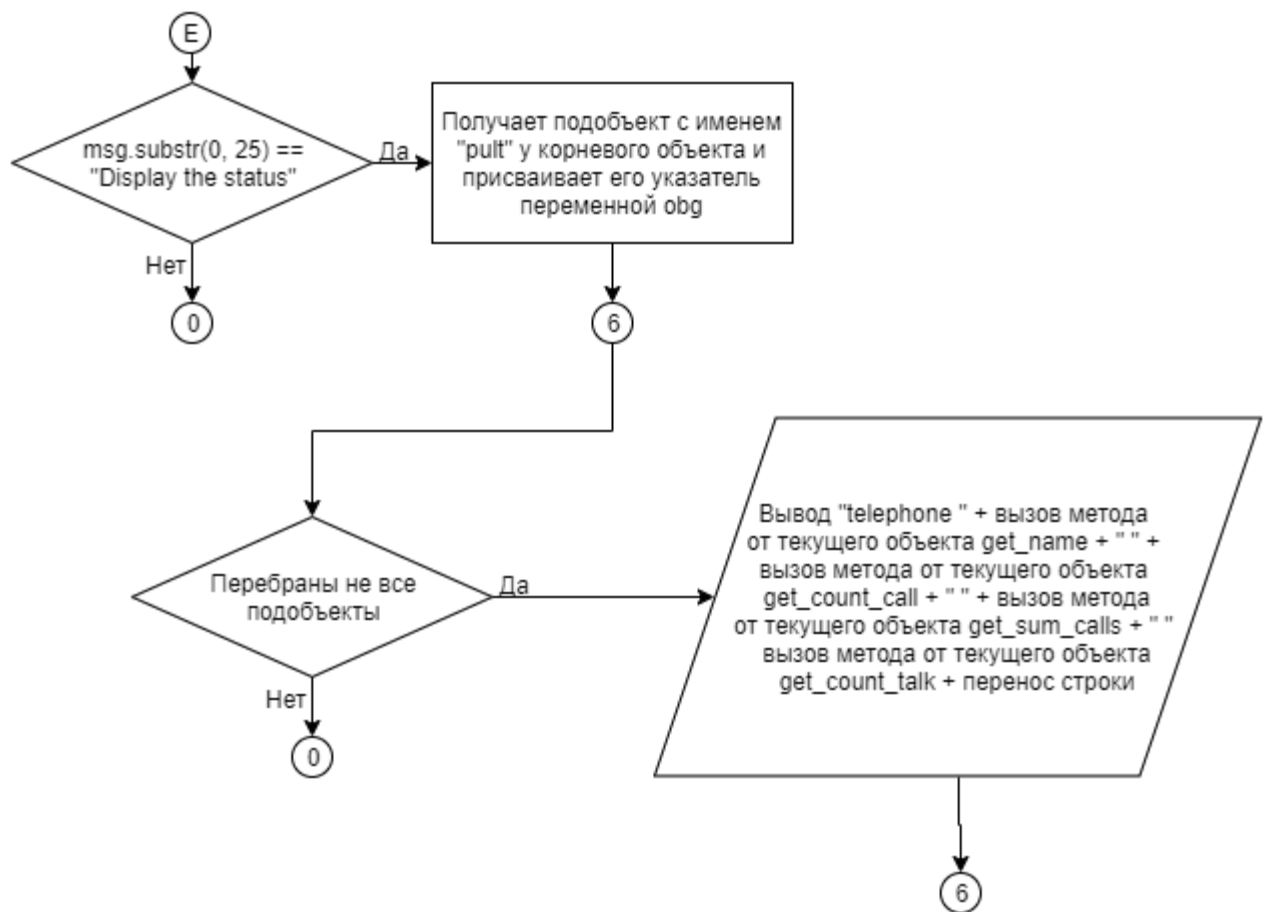 E
msg.substr(0, 25) ==
"Display the status"
Да
Получает подобъект с именем
"pult" у корневого объекта и
присваивает его указатель
переменной obg
Нет
0
6
Перебраны не все
подобъекты
Да
Вывод "telephone " + вызов метода
от текущего объекта get_name + " " +
вызов метода от текущего объекта
get_count_call + " " + вызов метода
от текущего объекта get_sum_calls + " "
вызов метода от текущего объекта
get_count_talk + перенос строки
Нет
0
6